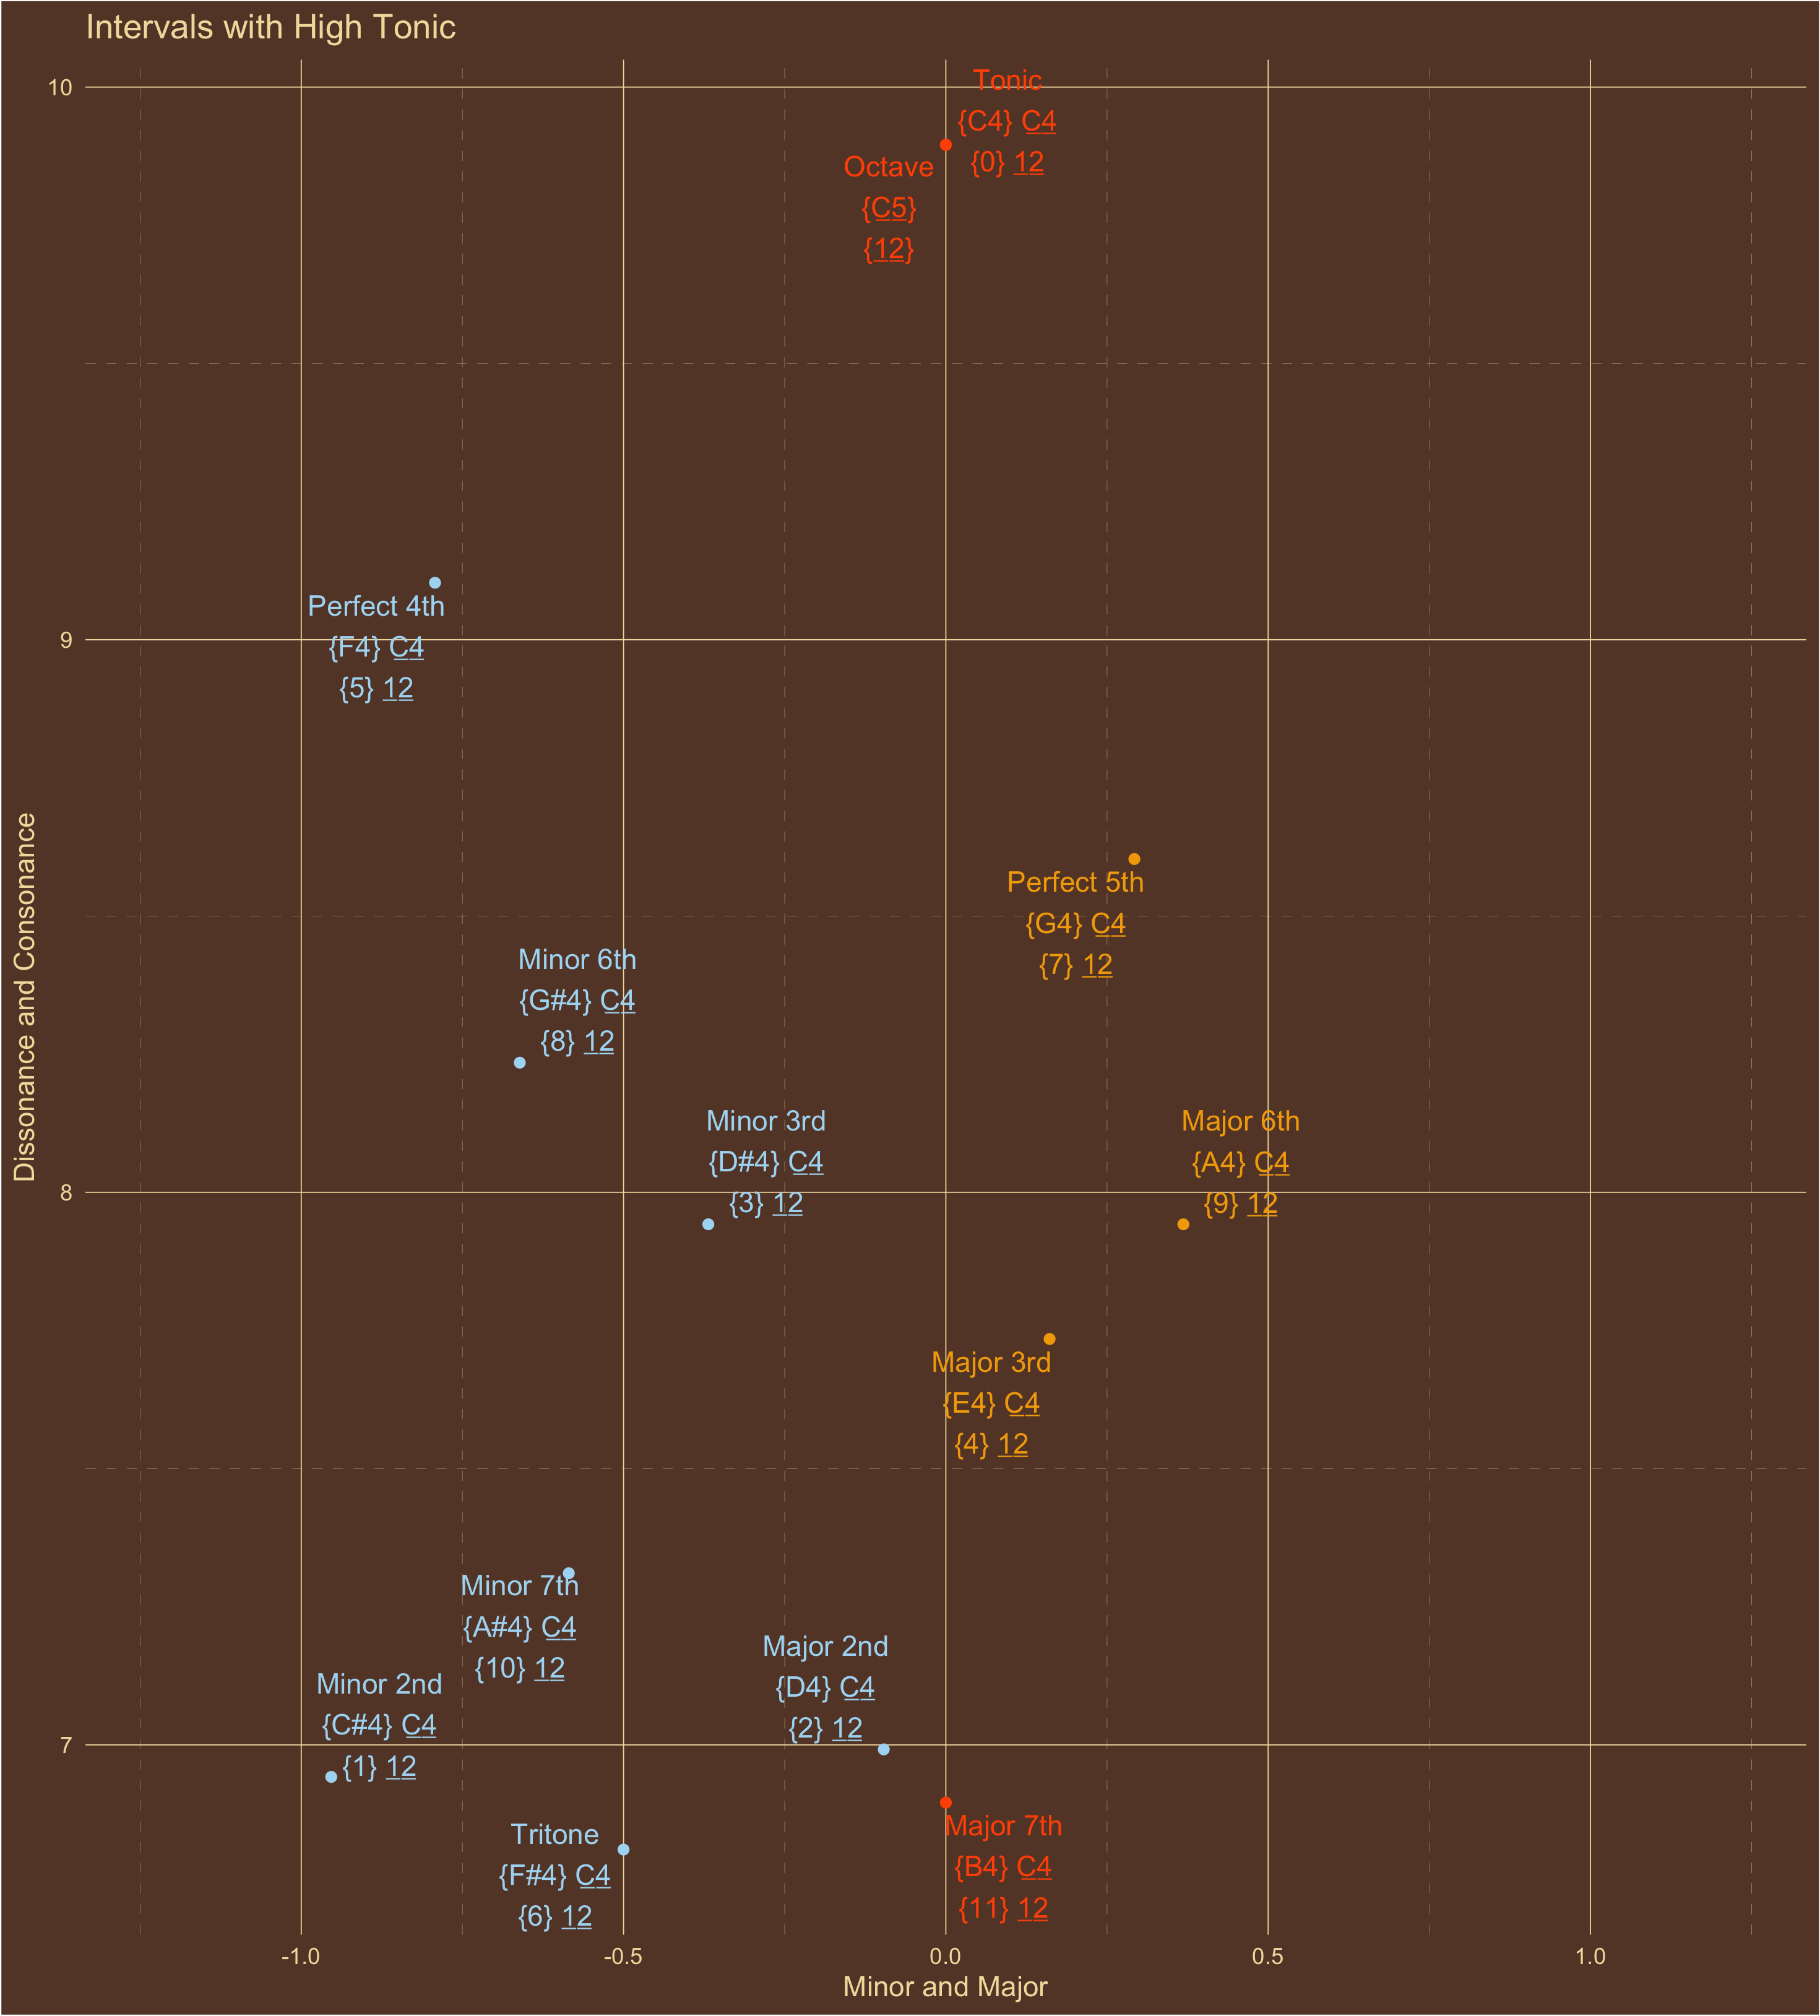 Intervals with High Tonic
10
Tonic
{C4} C4
{0} 12
Octave
{C5}
{12}
Perfect 4th
{F4} C4
{5} 12
9
Perfect 5th
{G4} C4
{7} 12
Minor 6th
{G#4} C4
{8} 12
Minor 3rd
{D#4} C4
{3} 12
Major 6th
{A4} C4
{9} 12
8
Major 3rd
{E4} C4
{4} 12
Minor 7th
{A#4} C4
{10} 12
Major 2nd
{D4} C4
{2} 12
Minor 2nd
{C#4} C4
{1} 12
7
Tritone
{F#4} C4
{6} 12
Major 7th
{B4} C4
{11} 12
Dissonance and Consonance
-1.0 -0.5 0.0 0.5 1.0
Minor and Major